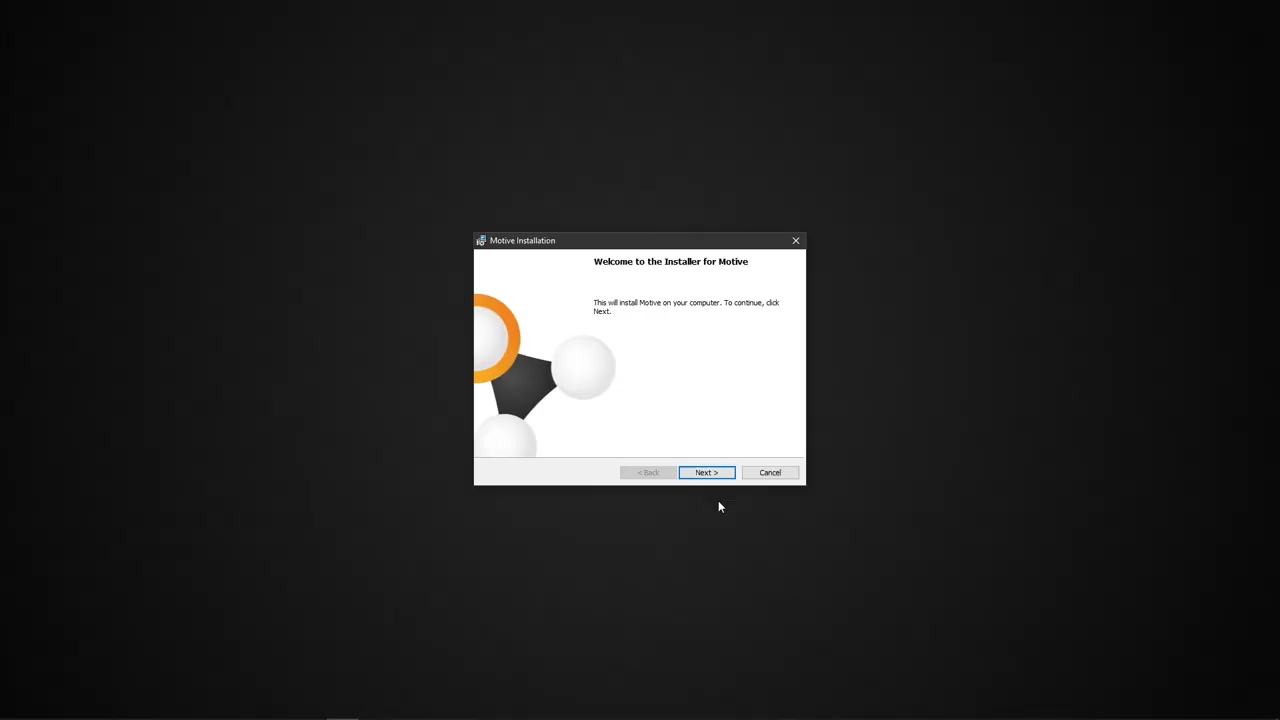 Motive Installation
Welcome to the Installer for Motive
This will install Motive on your computer. To continue, click
Next.
< Back
Next >
Cancel